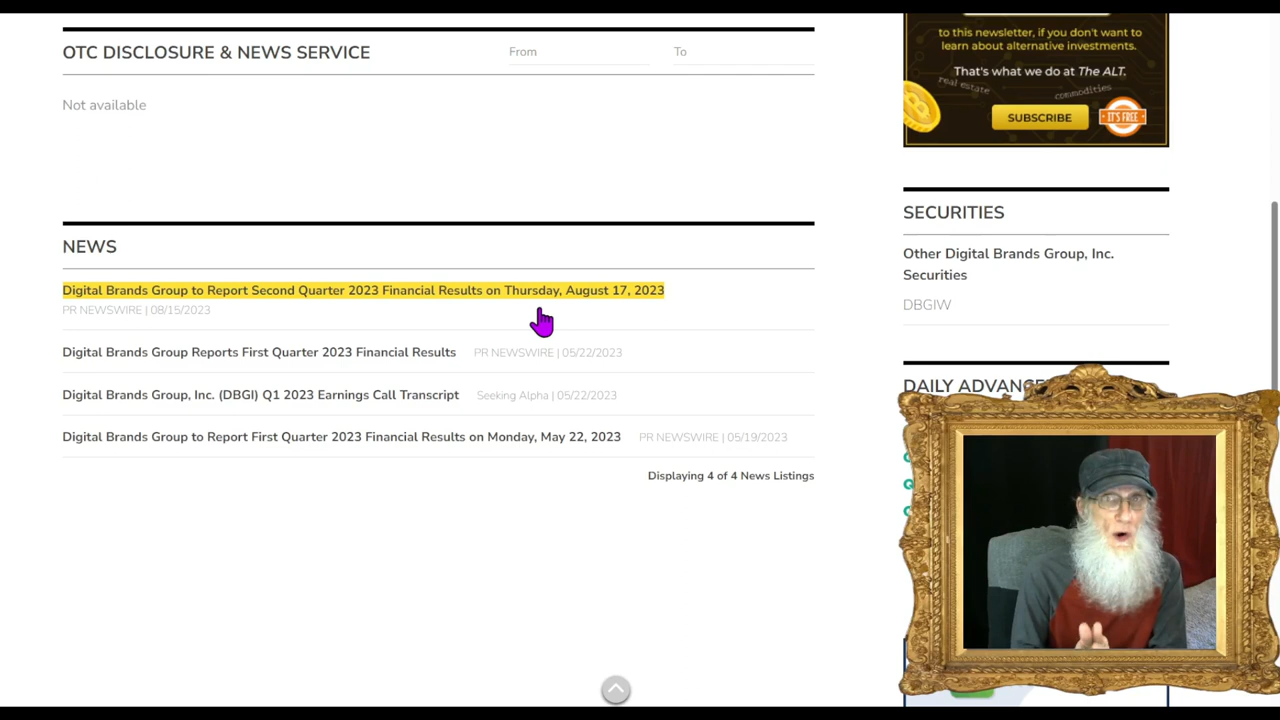 OTC DISCLOSURE & NEWS SERVICE
From
To
Not available
NEWS
Digital Brands Group to Report Second Quarter 2023 Financial Results on Thursday, August 17, 2023
PR NEWSWIRE | 08/15/2023
Digital Brands Group Reports First Quarter 2023 Financial Results PR NEWSWIRE | 05/22/2023
Digital Brands Group, Inc. (DBGI) Q1 2023 Earnings Call Transcript Seeking Alpha | 05/22/2023
Digital Brands Group to Report First Quarter 2023 Financial Results on Monday, May 22, 2023 PR NEWSWIRE | 05/19/2023
Displaying 4 of 4 News Listings
to this newsletter, if you don't want to
learn about alternative investments.
That's what we do at The ALT.
real estate
commodities
SUBSCRIBE
IT'S FREE
SECURITIES
Other Digital Brands Group, Inc.
Securities
DBGIW
DAILY